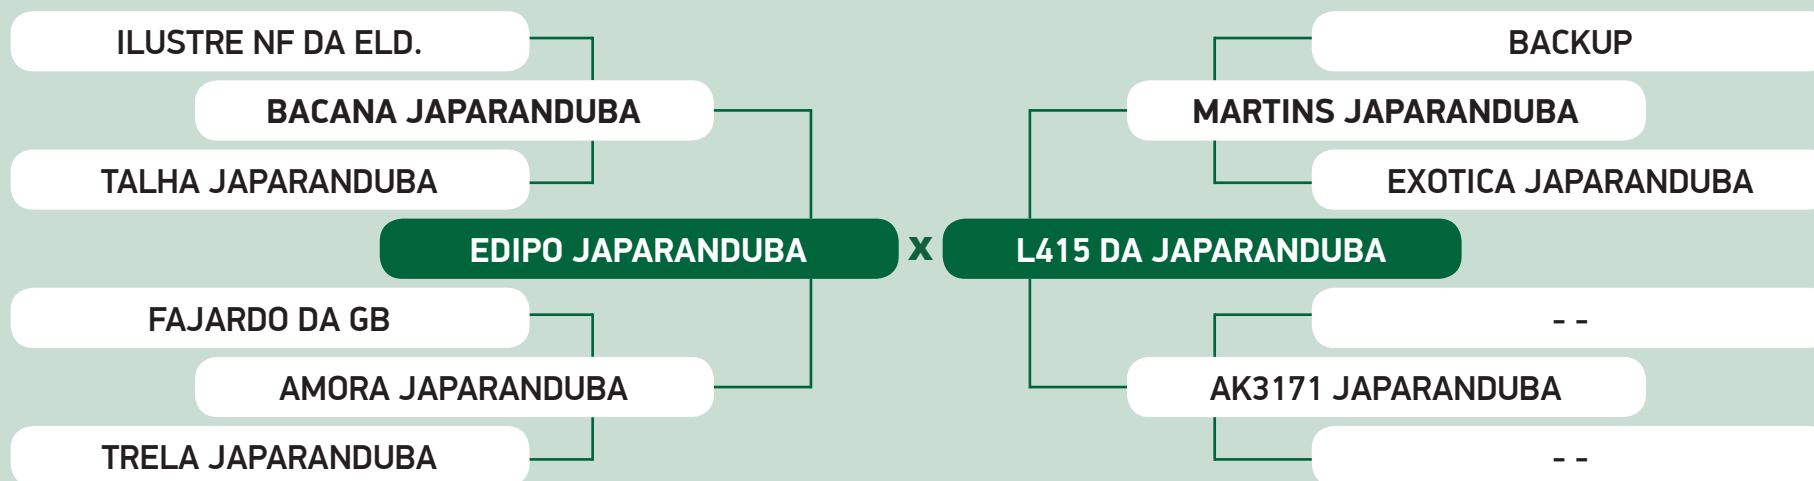 ILUSTRE NF DA ELD.
BACKUP
BACANA JAPARANDUBA
MARTINS JAPARANDUBA
TALHA JAPARANDUBA
EXOTICA JAPARANDUBA
EDIPO JAPARANDUBA X L415 DA JAPARANDUBA
FAJARDO DA GB
- -
AMORA JAPARANDUBA
AK3171 JAPARANDUBA
TRELA JAPARANDUBA
- -